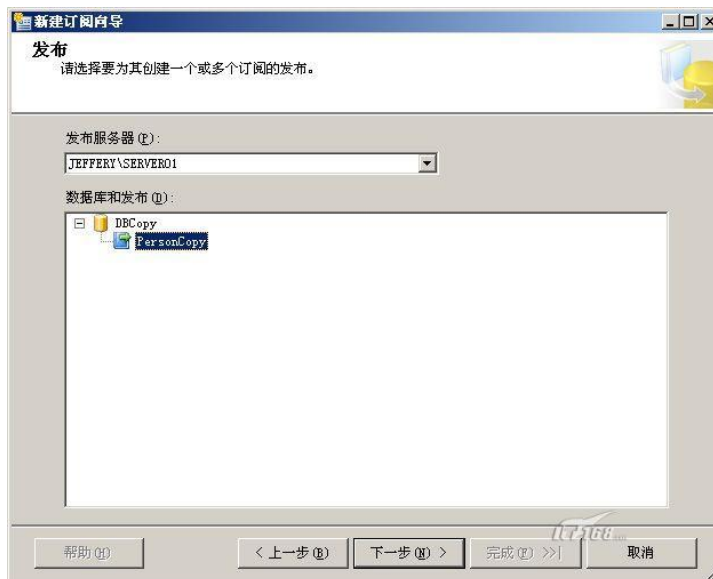 新建订阅向导
发布
请选择要为其创建一个或多个订阅的发布。
发布服务器(P):
JEFFERY\SERVER01
数据库和发布(D):
DBCopy
PersonCopy
帮助(H)
< 上一步(B)
下一步(N) >
完成(F) >>|
取消
it168.com